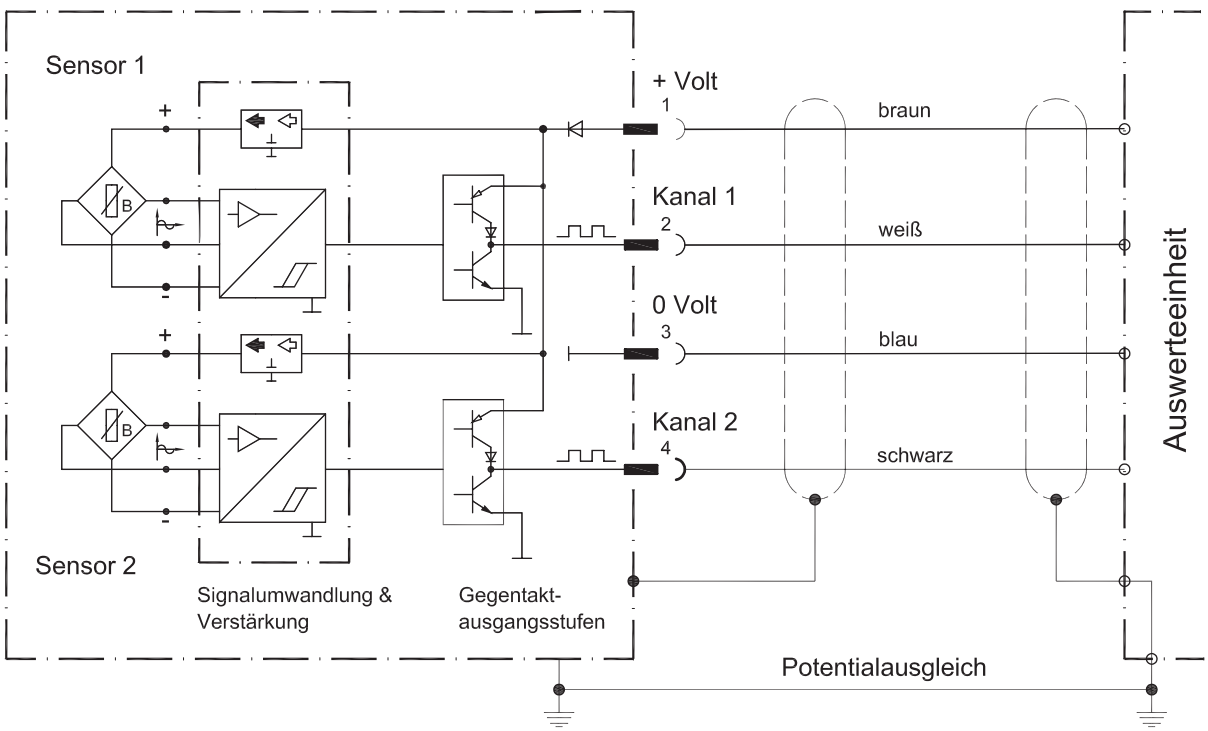 Sensor 1
+ Volt
1
braun
+
B
Kanal 1
2
weiß
-
0 Volt
3
blau
+
B
Kanal 2
4
schwarz
-
Auswerteeinheit
Sensor 2
Signalumwandlung &
Verstärkung
Gegentakt-
ausgangsstufen
Potentialausgleich